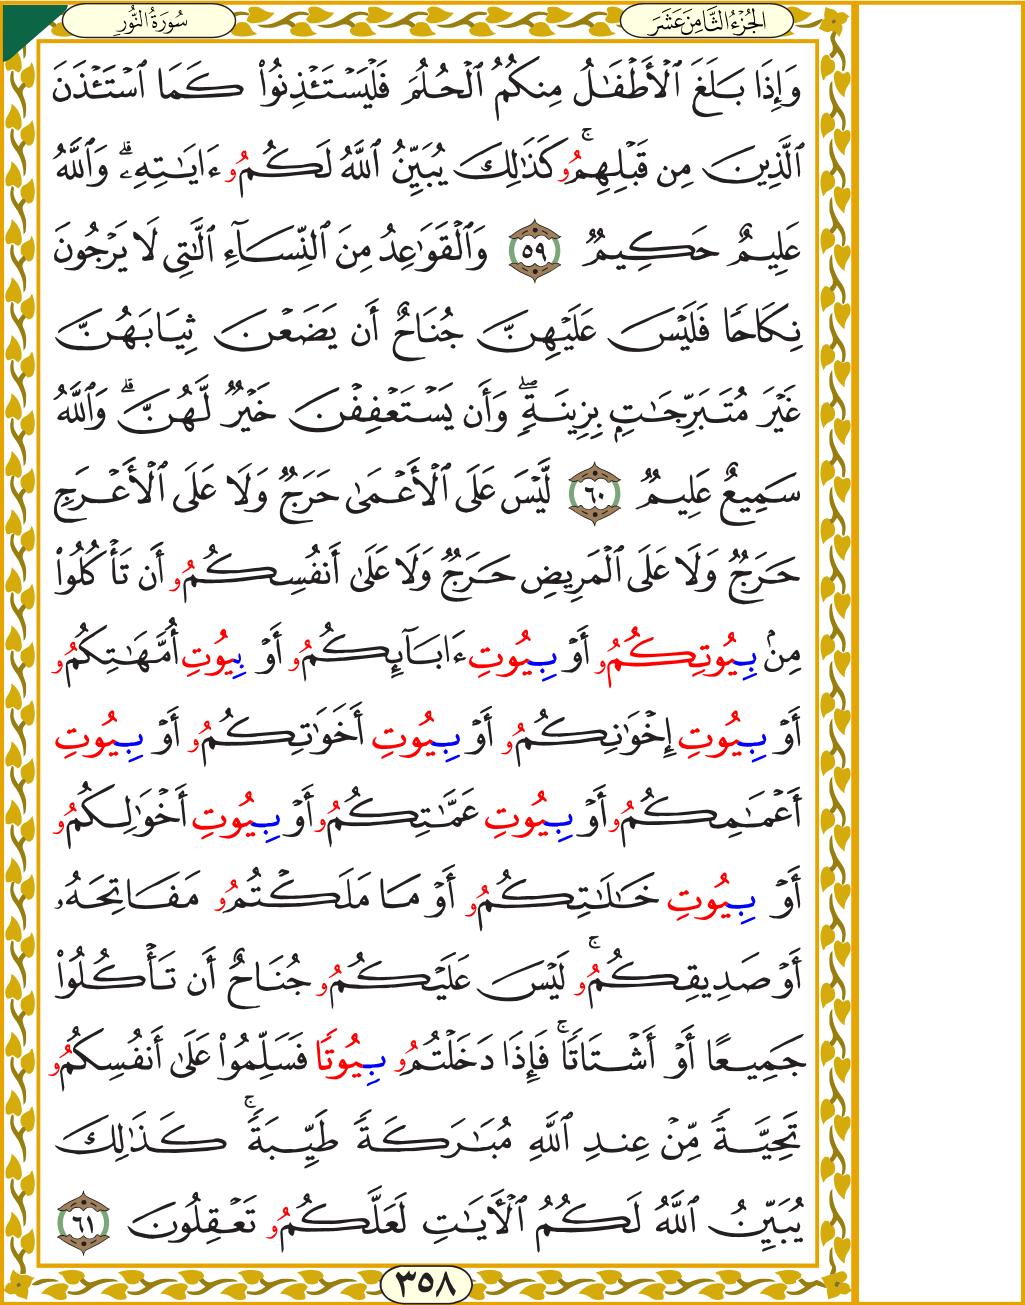 الجُزْءُ الثَّامِنَ عَشَرَ
سُورَةُ النُّورِ
وَإِذَا بَلَغَ ٱلْأَطْفَـٰلُ مِنكُمُ ٱلْحُلُمَ فَلْيَسْتَـْٔذِنُوا۟ كَمَا ٱسْتَـْٔذَنَ
ٱلَّذِينَ مِن قَبْلِهِمُۥ ۚ كَذَٰلِكَ يُبَيِّنُ ٱللَّهُ لَكُمُۥ ءَايَـٰتِهِۦ ۗ وَٱللَّهُ
عَلِيمٌ حَكِيمٌ ٥٩ وَٱلْقَوَٰعِدُ مِنَ ٱلنِّسَآءِ ٱلَّـٰتِى لَا يَرْجُونَ
نِكَاحًا فَلَيْسَ عَلَيْهِنَّ جُنَاحٌ أَن يَضَعْنَ ثِيَابَهُنَّ
غَيْرَ مُتَبَرِّجَـٰتٍۭ بِزِينَةٍ ۖ وَأَن يَسْتَعْفِفْنَ خَيْرٌ لَّهُنَّ ۗ وَٱللَّهُ
سَمِيعٌ عَلِيمٌ ٦٠ لَّيْسَ عَلَى ٱلْأَعْمَىٰ حَرَجٌ وَلَا عَلَى ٱلْأَعْرَجِ
حَرَجٌ وَلَا عَلَى ٱلْمَرِيضِ حَرَجٌ وَلَا عَلَىٰ أَنفُسِكُمُۥ أَن تَأْكُلُوا۟
مِنۢ بِيُوتِكُمُۥ أَوْ بِيُوتِ ءَابَآئِكُمُۥ أَوْ بِيُوتِ أُمَّهَـٰتِكُمُۥ
أَوْ بِيُوتِ إِخْوَٰنِكُمُۥ أَوْ بِيُوتِ أَخَوَٰتِكُمُۥ أَوْ بِيُوتِ
أَعْمَـٰمِكُمُۥ أَوْ بِيُوتِ عَمَّـٰتِكُمُۥ أَوْ بِيُوتِ أَخْوَٰلِكُمُۥ
أَوْ بِيُوتِ خَـٰلَـٰتِكُمُۥ أَوْ مَا مَلَكْتُمُۥ مَفَاتِحَهُۥ
أَوْ صَدِيقِكُمُۥ ۚ لَيْسَ عَلَيْكُمُۥ جُنَاحٌ أَن تَأْكُلُوا۟
جَمِيعًا أَوْ أَشْتَاتًا ۚ فَإِذَا دَخَلْتُمُۥ بِيُوتًا فَسَلِّمُوا۟ عَلَىٰ أَنفُسِكُمُۥ
تَحِيَّةً مِّنْ عِندِ ٱللَّهِ مُبَـٰرَكَةً طَيِّبَةً ۚ كَذَٰلِكَ
يُبَيِّنُ ٱللَّهُ لَكُمُ ٱلْـَٔايَـٰتِ لَعَلَّكُمُۥ تَعْقِلُونَ ٦١
٣٥٨